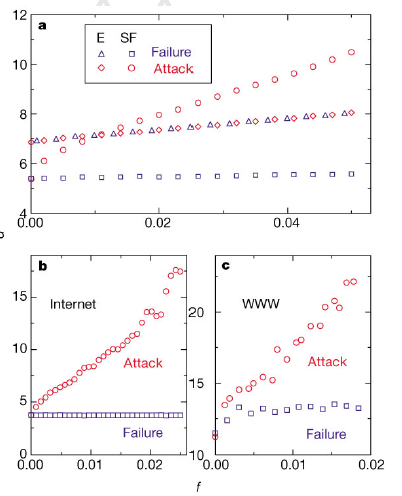 12
a
E SF
Failure
Attack
10
8
6
4
0.00
0.02
0.04
b
c
Internet
WWW
Attack
Attack
Failure
Failure
15
10
5
0
20
15
10
0.00
0.01
0.02
0.00
0.01
0.02
f